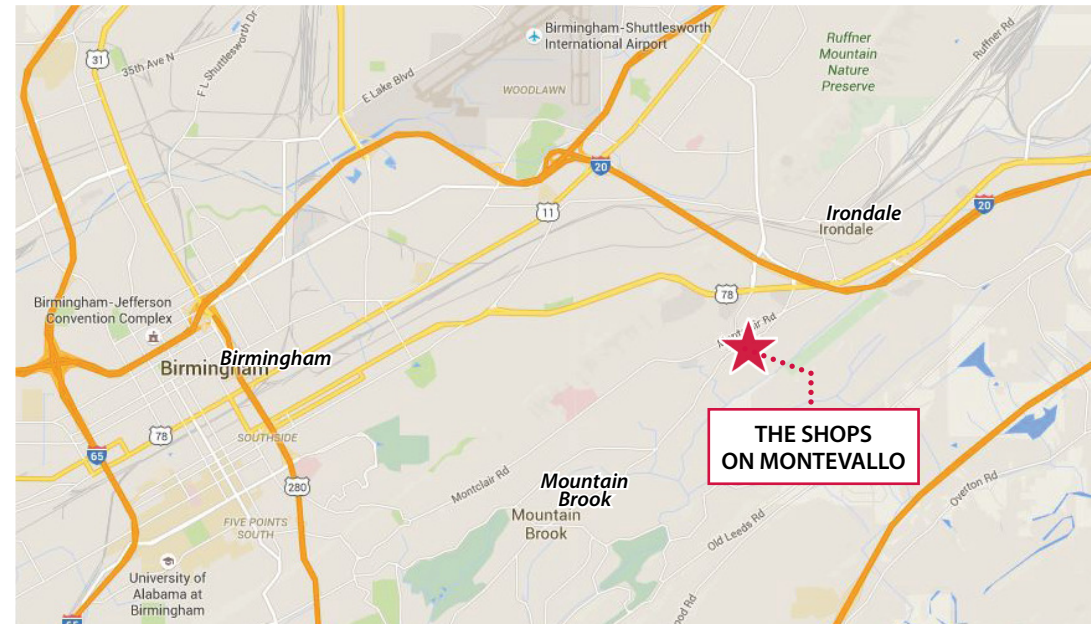 31
35th Ave N
F L Shuttlesworth Dr
E Lake Blvd
Birmingham-Shuttlesworth
International Airport
WOODLAWN
Ruffner
Mountain
Nature
Preserve
Ruffner Rd
20
11
Irondale
Irondale
20
78
Birmingham-Jefferson
Convention Complex
Birmingham
Birmingham
THE SHOPS
ON MONTEVALLO
78
SOUTHSIDE
65
280
Montclair Rd
Mountain
Brook
Mountain
Brook
Overton Rd
Old Leeds Rd
FIVE POINTS
SOUTH
University of
Alabama at
Birmingham
65